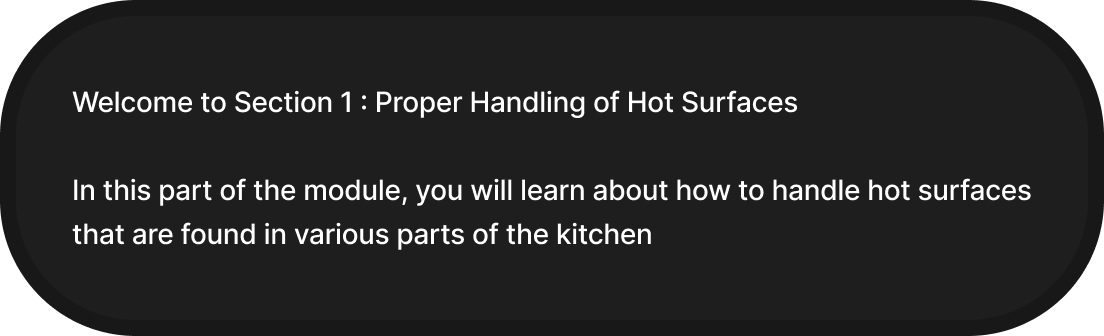 Welcome to Section 1 : Proper Handling of Hot Surfaces
In this part of the module, you will learn about how to handle hot surfaces
that are found in various parts of the kitchen